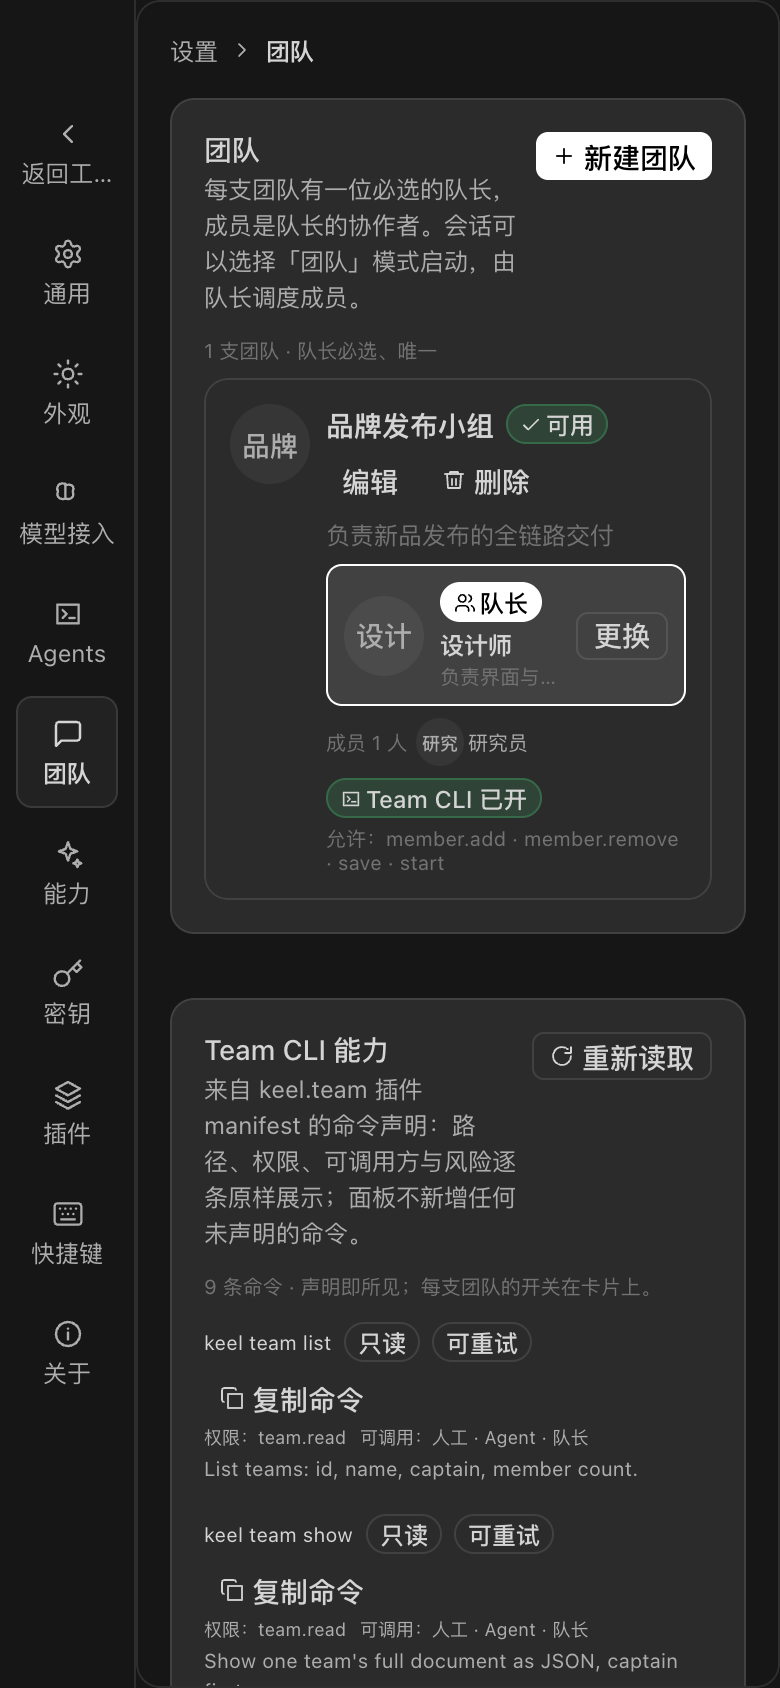 设置 > 团队
返回工...
通用
外观
模型接入
Agents
团队
能力
密钥
插件
快捷键
关于
团队
+ 新建团队
每支团队有一位必选的队长，
成员是队长的协作者。会话可
以选择「团队」模式启动，由
队长调度成员。
1 支团队 · 队长必选、唯一
品牌
品牌发布小组 可用
编辑 删除
负责新品发布的全链路交付
设计
队长
设计师
负责界面与...
更换
成员 1 人 研究 研究员
Team CLI 已开
允许：member.add · member.remove
· save · start
Team CLI 能力
重新读取
来自 keel.team 插件
manifest 的命令声明：路
径、权限、可调用方与风险逐
条原样展示；面板不新增任何
未声明的命令。
9 条命令 · 声明即所见；每支团队的开关在卡片上。
keel team list 只读 可重试
复制命令
权限：team.read 可调用：人工 · Agent · 队长
List teams: id, name, captain, member count.
keel team show 只读 可重试
复制命令
权限：team.read 可调用：人工 · Agent · 队长
Show one team's full document as JSON, captain